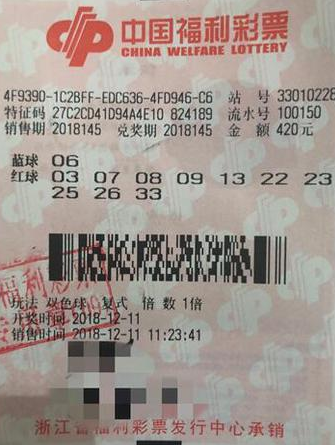 中国福利彩票
CHINA WELFARE LOTTERY
4F9390-1C2BFF-EDC636-4FD946-C6 站 号 33010228
特征码 27C2CD41D94A4E10 824189 流水号 100150
销售期 2018145 兑奖期 2018145 金 额 420元
蓝球 06
红球 03 07 08 09 13 22 23
25 26 33
福利彩
玩法 双色球 复式 倍 数 1倍
开奖时间 2018-12-11
销售时间 2018-12-11 11:23:41
浙江省福利彩票发行中心承销